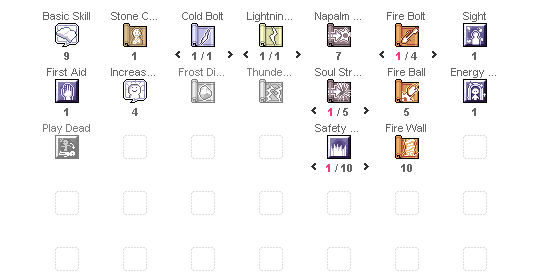 Basic Skill Stone C... Cold Bolt Lightnin... Napalm ... Fire Bolt Sight
9 1 1 / 1 1 / 1 7 1 / 4 1
First Aid Increas... Frost Di... Thunde... Soul Str... Fire Ball Energy ...
1 4 1 / 5 5 1
Play Dead Safety ... Fire Wall
1 / 10 10